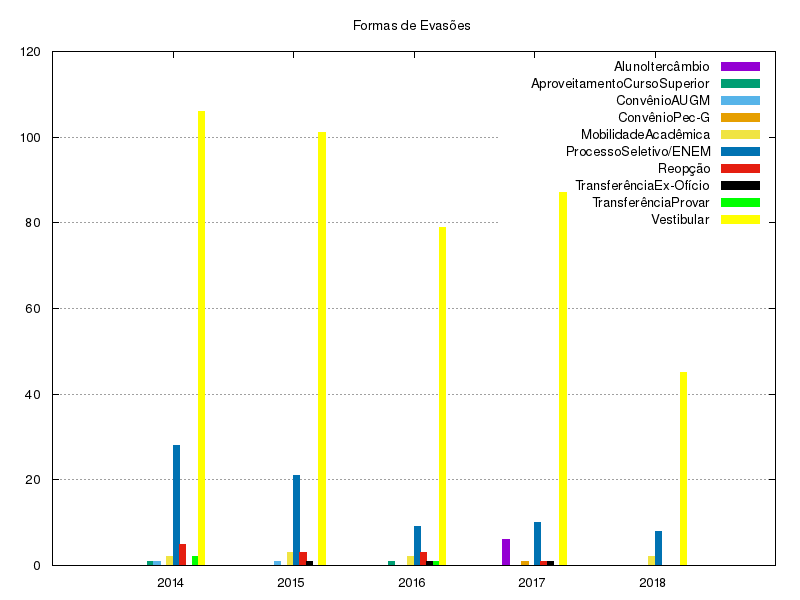 Formas de Evasões
120
100
80
60
40
20
0
AlunoItercâmbio
AproveitamentoCursoSuperior
ConvênioAUGM
ConvênioPec-G
MobilidadeAcadêmica
ProcessoSeletivo/ENEM
Reopção
TransferênciaEx-Ofício
TransferênciaProvar
Vestibular
2014 2015 2016 2017 2018